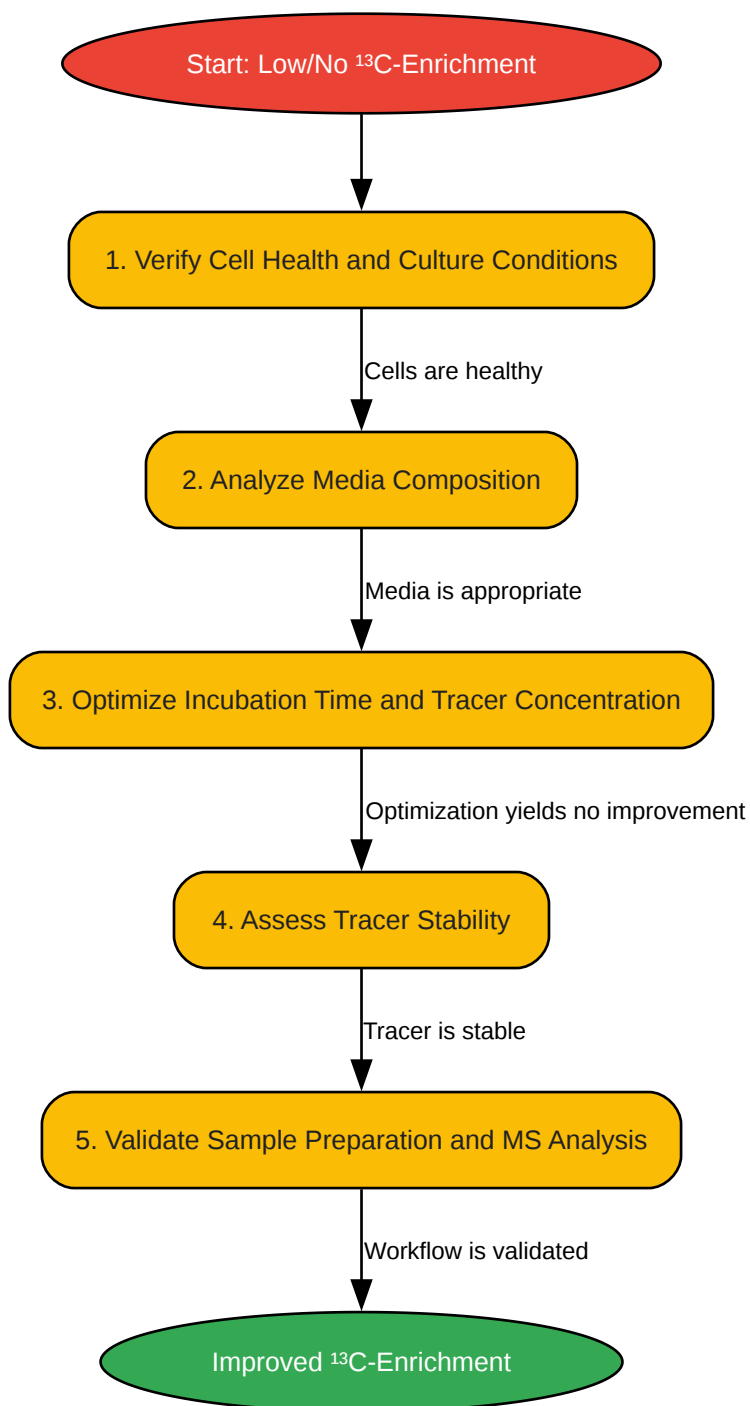 Start: Low/No ¹³C-Enrichment
1. Verify Cell Health and Culture Conditions
Cells are healthy
2. Analyze Media Composition
Media is appropriate
3. Optimize Incubation Time and Tracer Concentration
Optimization yields no improvement
4. Assess Tracer Stability
Tracer is stable
5. Validate Sample Preparation and MS Analysis
Workflow is validated
Improved ¹³C-Enrichment